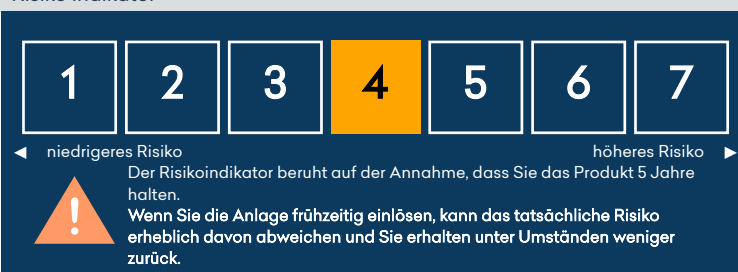 Risiko-Indikator
1 2 3 4 5 6 7
◄ niedrigeres Risiko höheres Risiko ►
Der Risikoindikator beruht auf der Annahme, dass Sie das Produkt 5 Jahre
halten.
Wenn Sie die Anlage frühzeitig einlösen, kann das tatsächliche Risiko
erheblich davon abweichen und Sie erhalten unter Umständen weniger
zurück.